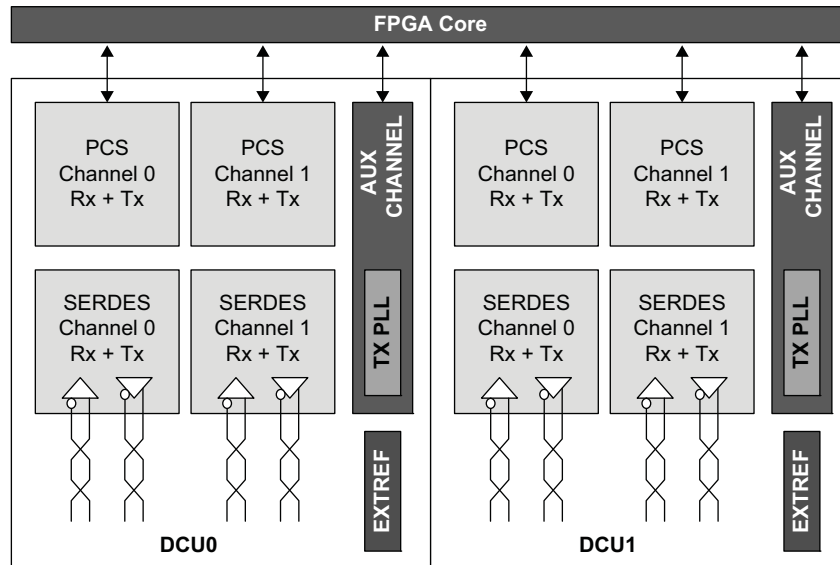 FPGA Core
PCS
Channel 0
Rx + Tx
PCS
Channel 1
Rx + Tx
AUX
CHANNEL
SERDES
Channel 0
Rx + Tx
SERDES
Channel 1
Rx + Tx
TX PLL
EXTREF
DCU0
PCS
Channel 0
Rx + Tx
PCS
Channel 1
Rx + Tx
AUX
CHANNEL
SERDES
Channel 0
Rx + Tx
SERDES
Channel 1
Rx + Tx
TX PLL
EXTREF
DCU1